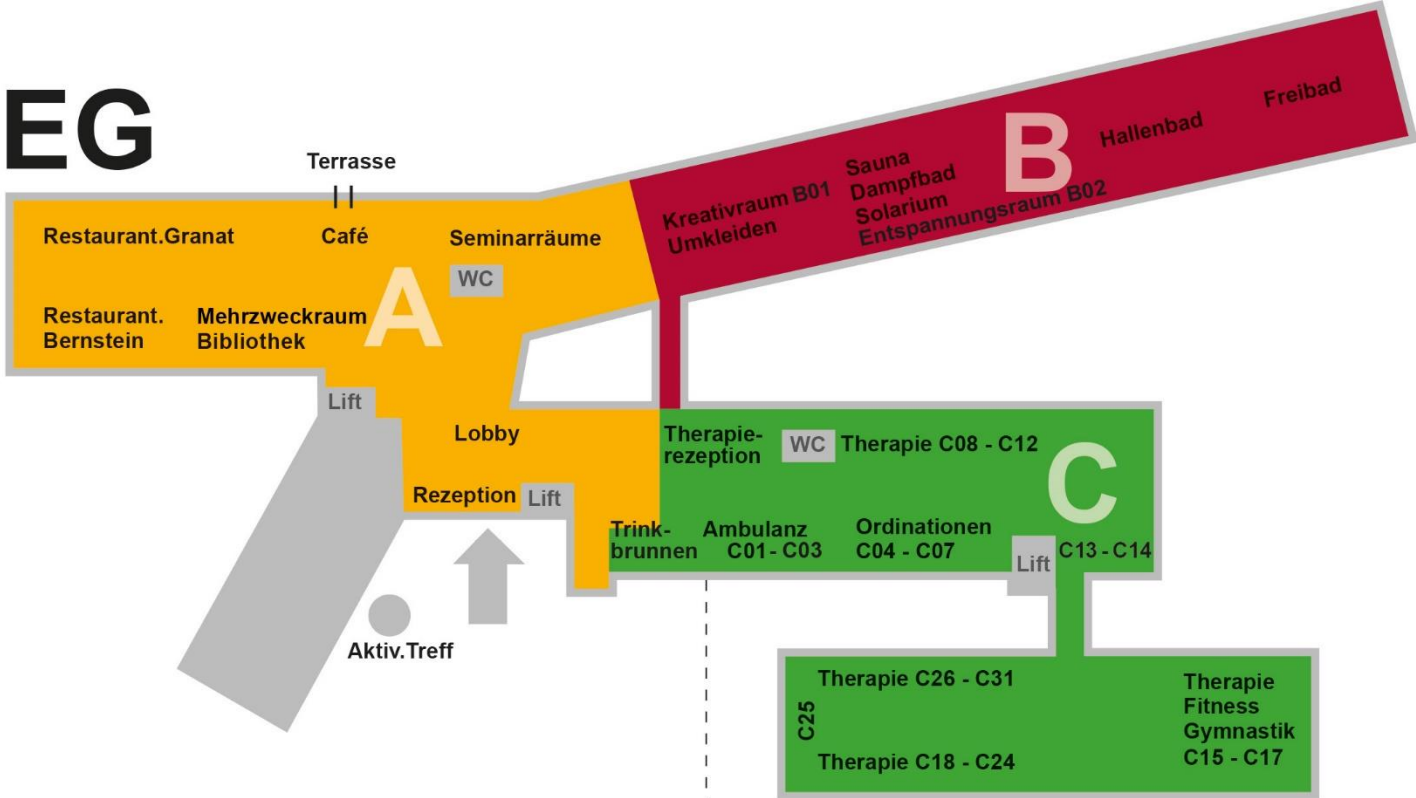 EG
Terrasse
Restaurant.Granat
Café
Seminarräume
WC
A
Restaurant.
Bernstein
Mehrzweckraum
Bibliothek
Lift
Lobby
Rezeption
Lift
Aktiv.Treff
Kreativraum B01
Umkleiden
Sauna
Dampfbad
Solarium
Entspannungsraum B02
B
Hallenbad
Freibad
Therapie-
rezeption
WC
Therapie C08 - C12
C
Trink-
brunnen
Ambulanz
C01 - C03
Ordinationen
C04 - C07
Lift
C13 - C14
Therapie C26 - C31
C25
Therapie C18 - C24
Therapie
Fitness
Gymnastik
C15 - C17